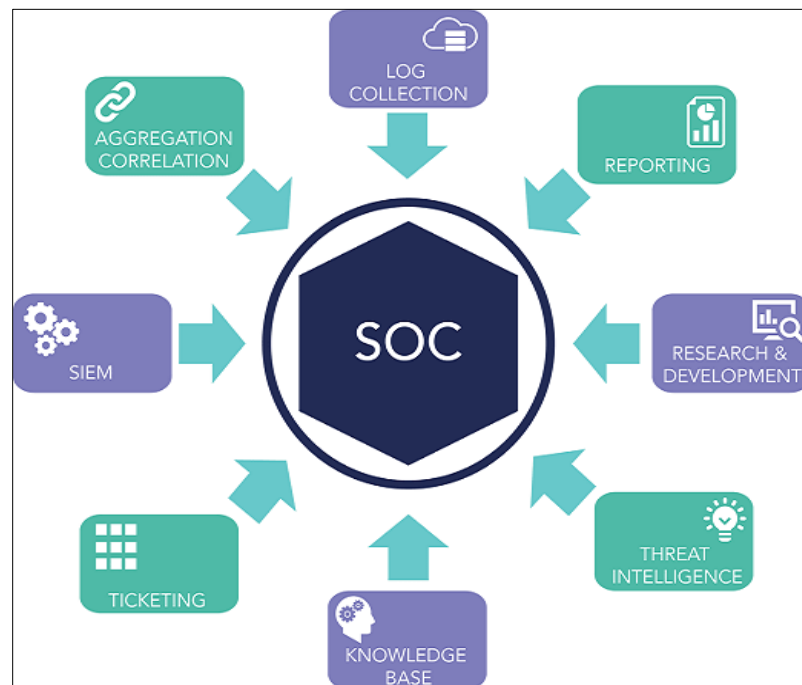 LOG
COLLECTION
AGGREGATION
CORRELATION
REPORTING
SIEM
SOC
RESEARCH &
DEVELOPMENT
TICKETING
THREAT
INTELLIGENCE
KNOWLEDGE
BASE